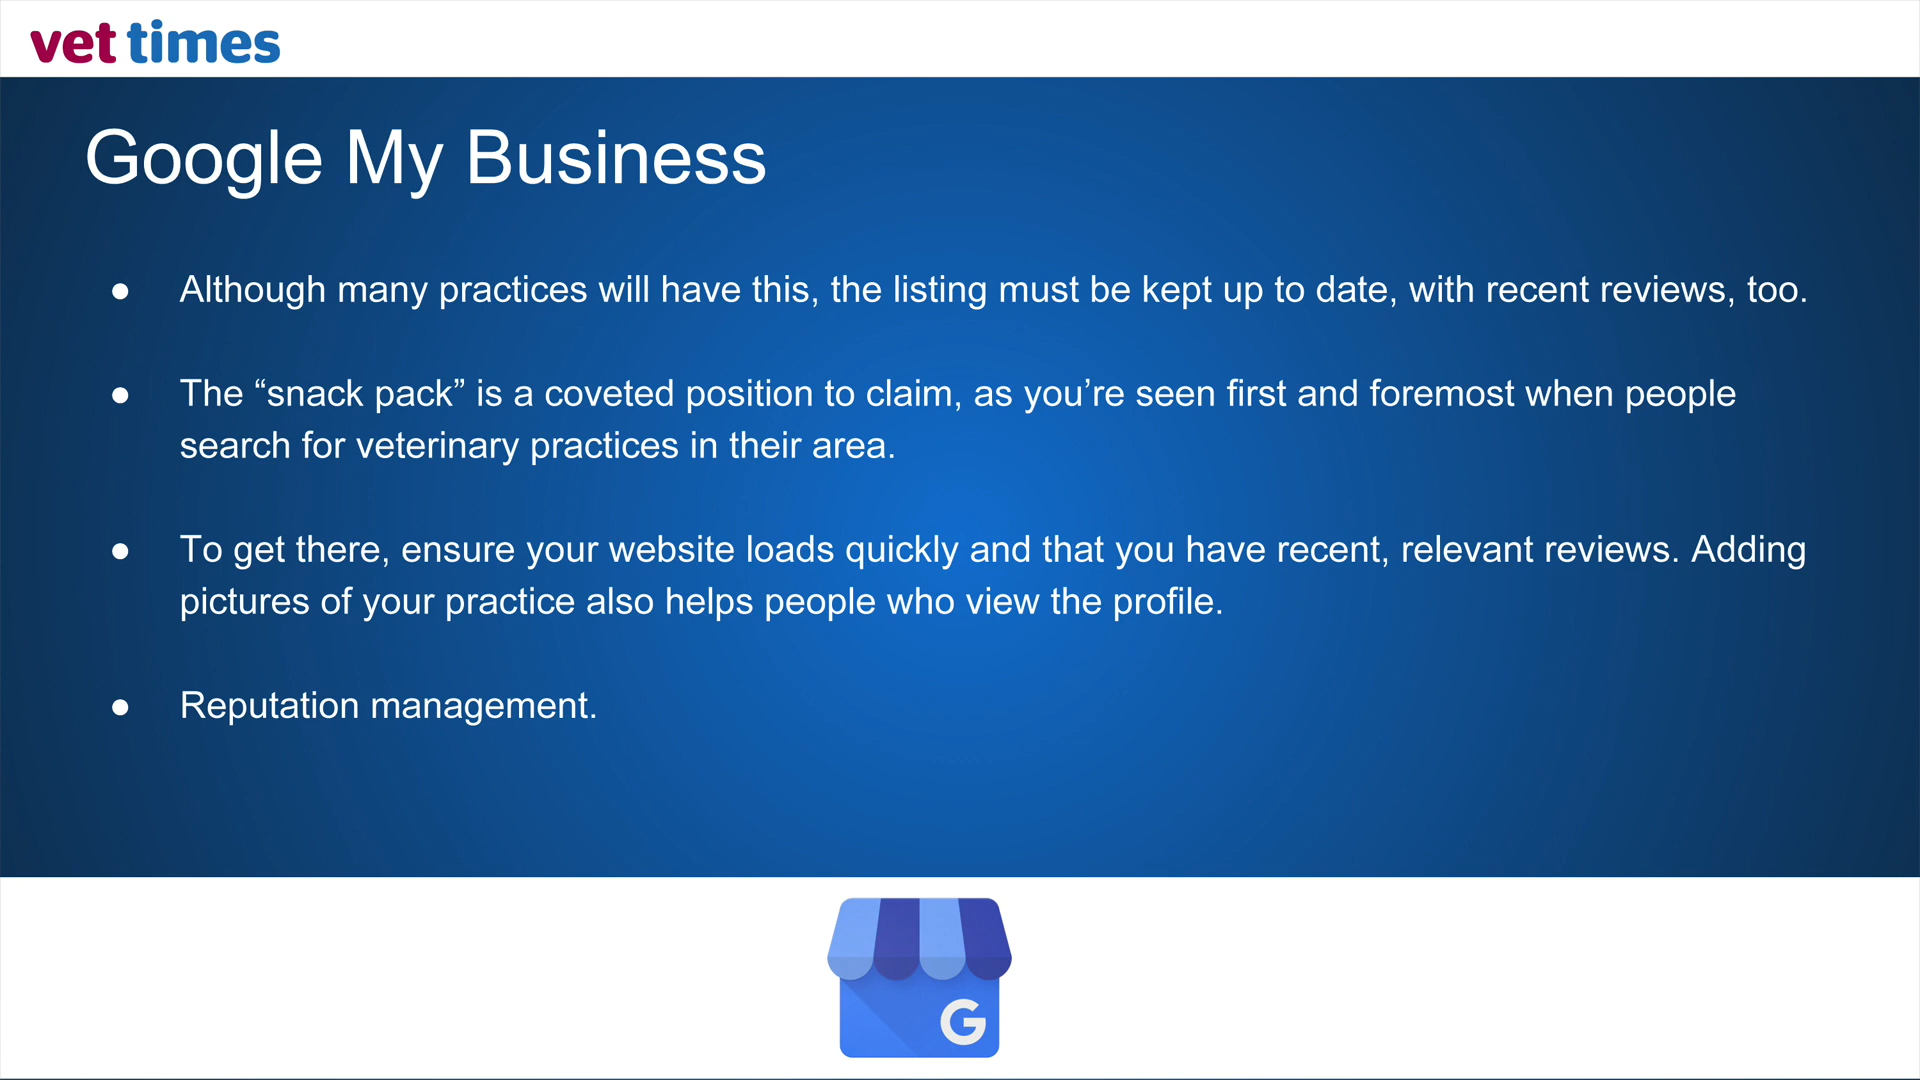 vet times
Google My Business
● Although many practices will have this, the listing must be kept up to date, with recent reviews, too.
● The “snack pack” is a coveted position to claim, as you’re seen first and foremost when people
search for veterinary practices in their area.
● To get there, ensure your website loads quickly and that you have recent, relevant reviews. Adding
pictures of your practice also helps people who view the profile.
● Reputation management.
G